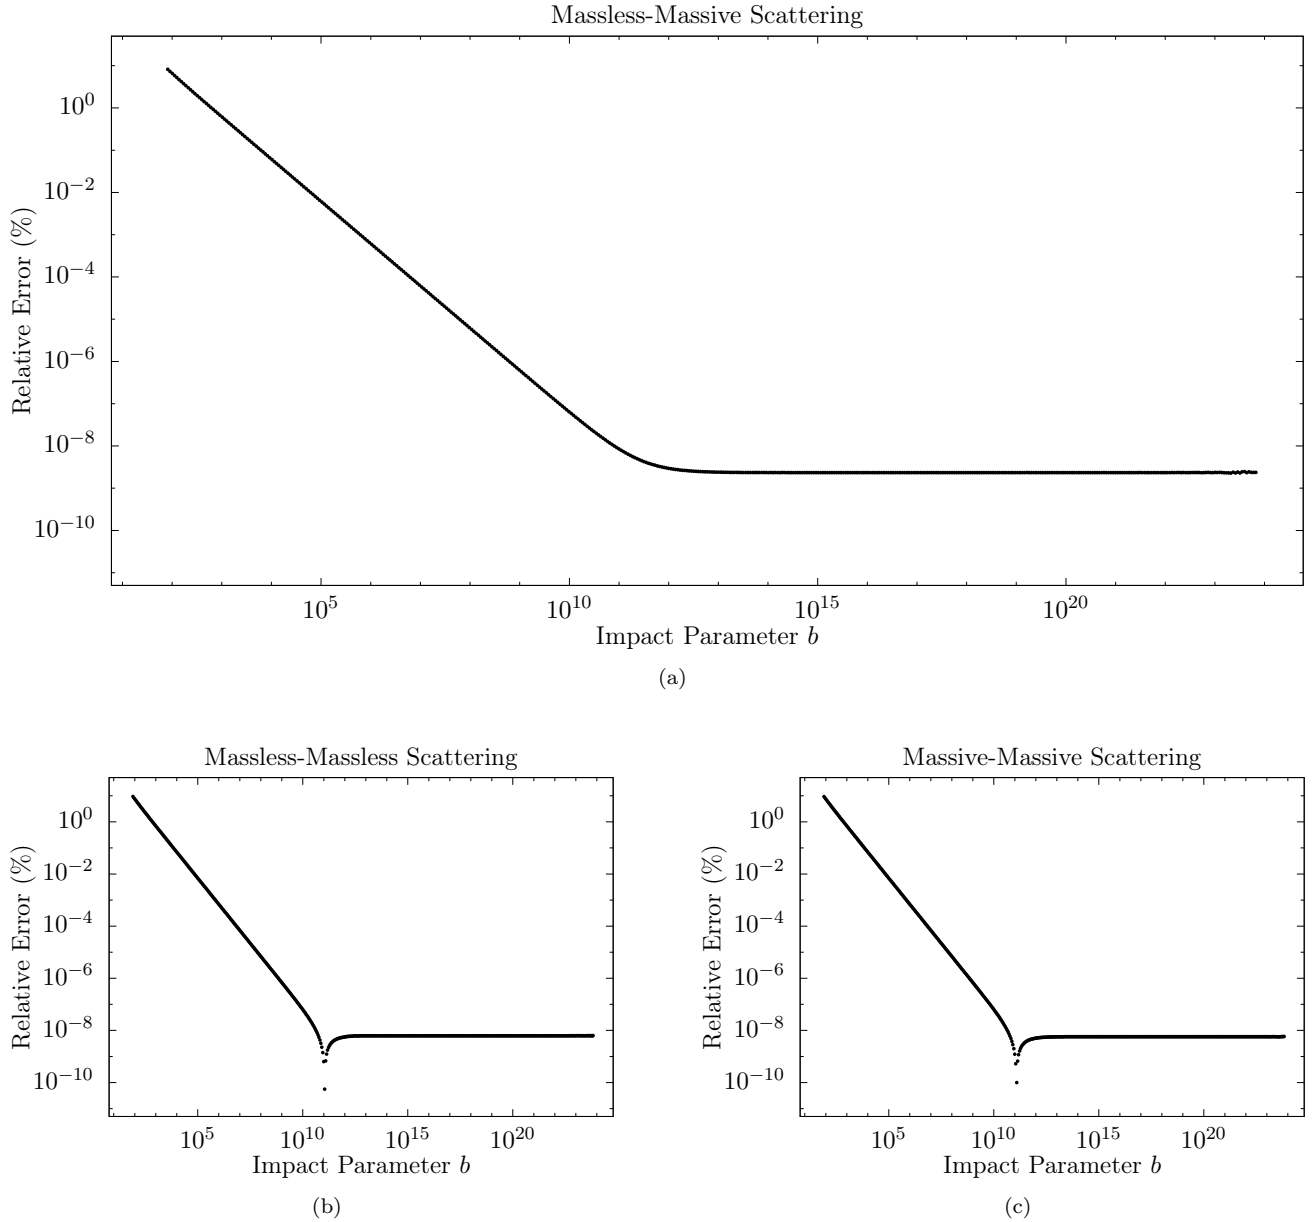 Massless-Massive Scattering
Relative Error (%)
10^0
10^−2
10^−4
10^−6
10^−8
10^−10
10^5 10^10 10^15 10^20
Impact Parameter b
(a)
Massless-Massless Scattering
Relative Error (%)
10^0
10^−2
10^−4
10^−6
10^−8
10^−10
10^5 10^10 10^15 10^20
Impact Parameter b
(b)
Massive-Massive Scattering
Relative Error (%)
10^0
10^−2
10^−4
10^−6
10^−8
10^−10
10^5 10^10 10^15 10^20
Impact Parameter b
(c)